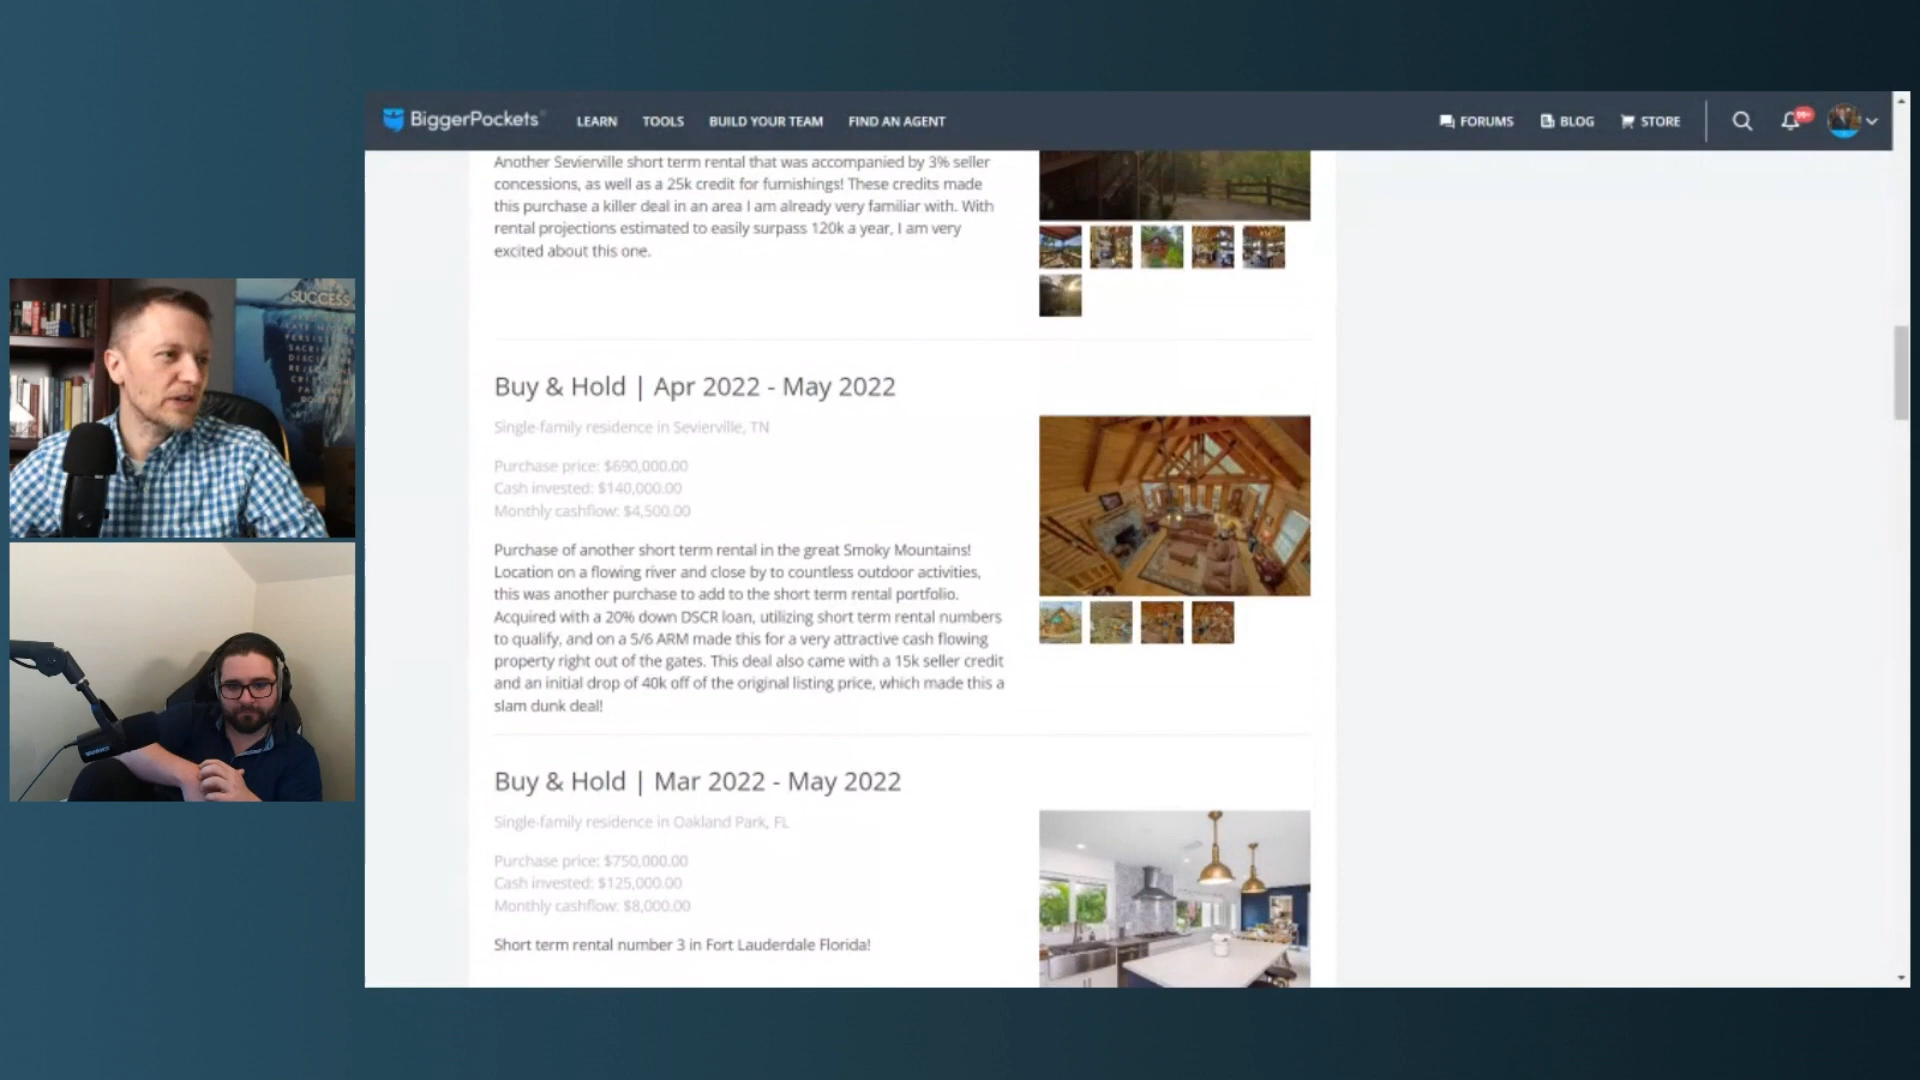 BiggerPockets
LEARN
TOOLS
BUILD YOUR TEAM
FIND AN AGENT
FORUMS
BLOG
STORE
99+
Another Sevierville short term rental that was accompanied by 3% seller
concessions, as well as a 25k credit for furnishings! These credits made
this purchase a killer deal in an area I am already very familiar with. With
rental projections estimated to easily surpass 120k a year, I am very
excited about this one.
Buy & Hold | Apr 2022 - May 2022
Single-family residence in Sevierville, TN
Purchase price: $690,000.00
Cash invested: $140,000.00
Monthly cashflow: $4,500.00
Purchase of another short term rental in the great Smoky Mountains!
Location on a flowing river and close by to countless outdoor activities,
this was another purchase to add to the short term rental portfolio.
Acquired with a 20% down DSCR loan, utilizing short term rental numbers
to qualify, and on a 5/6 ARM made this for a very attractive cash flowing
property right out of the gates. This deal also came with a 15k seller credit
and an initial drop of 40k off of the original listing price, which made this a
slam dunk deal!
Buy & Hold | Mar 2022 - May 2022
Single-family residence in Oakland Park, FL
Purchase price: $750,000.00
Cash invested: $125,000.00
Monthly cashflow: $8,000.00
Short term rental number 3 in Fort Lauderdale Florida!
SUCCESS